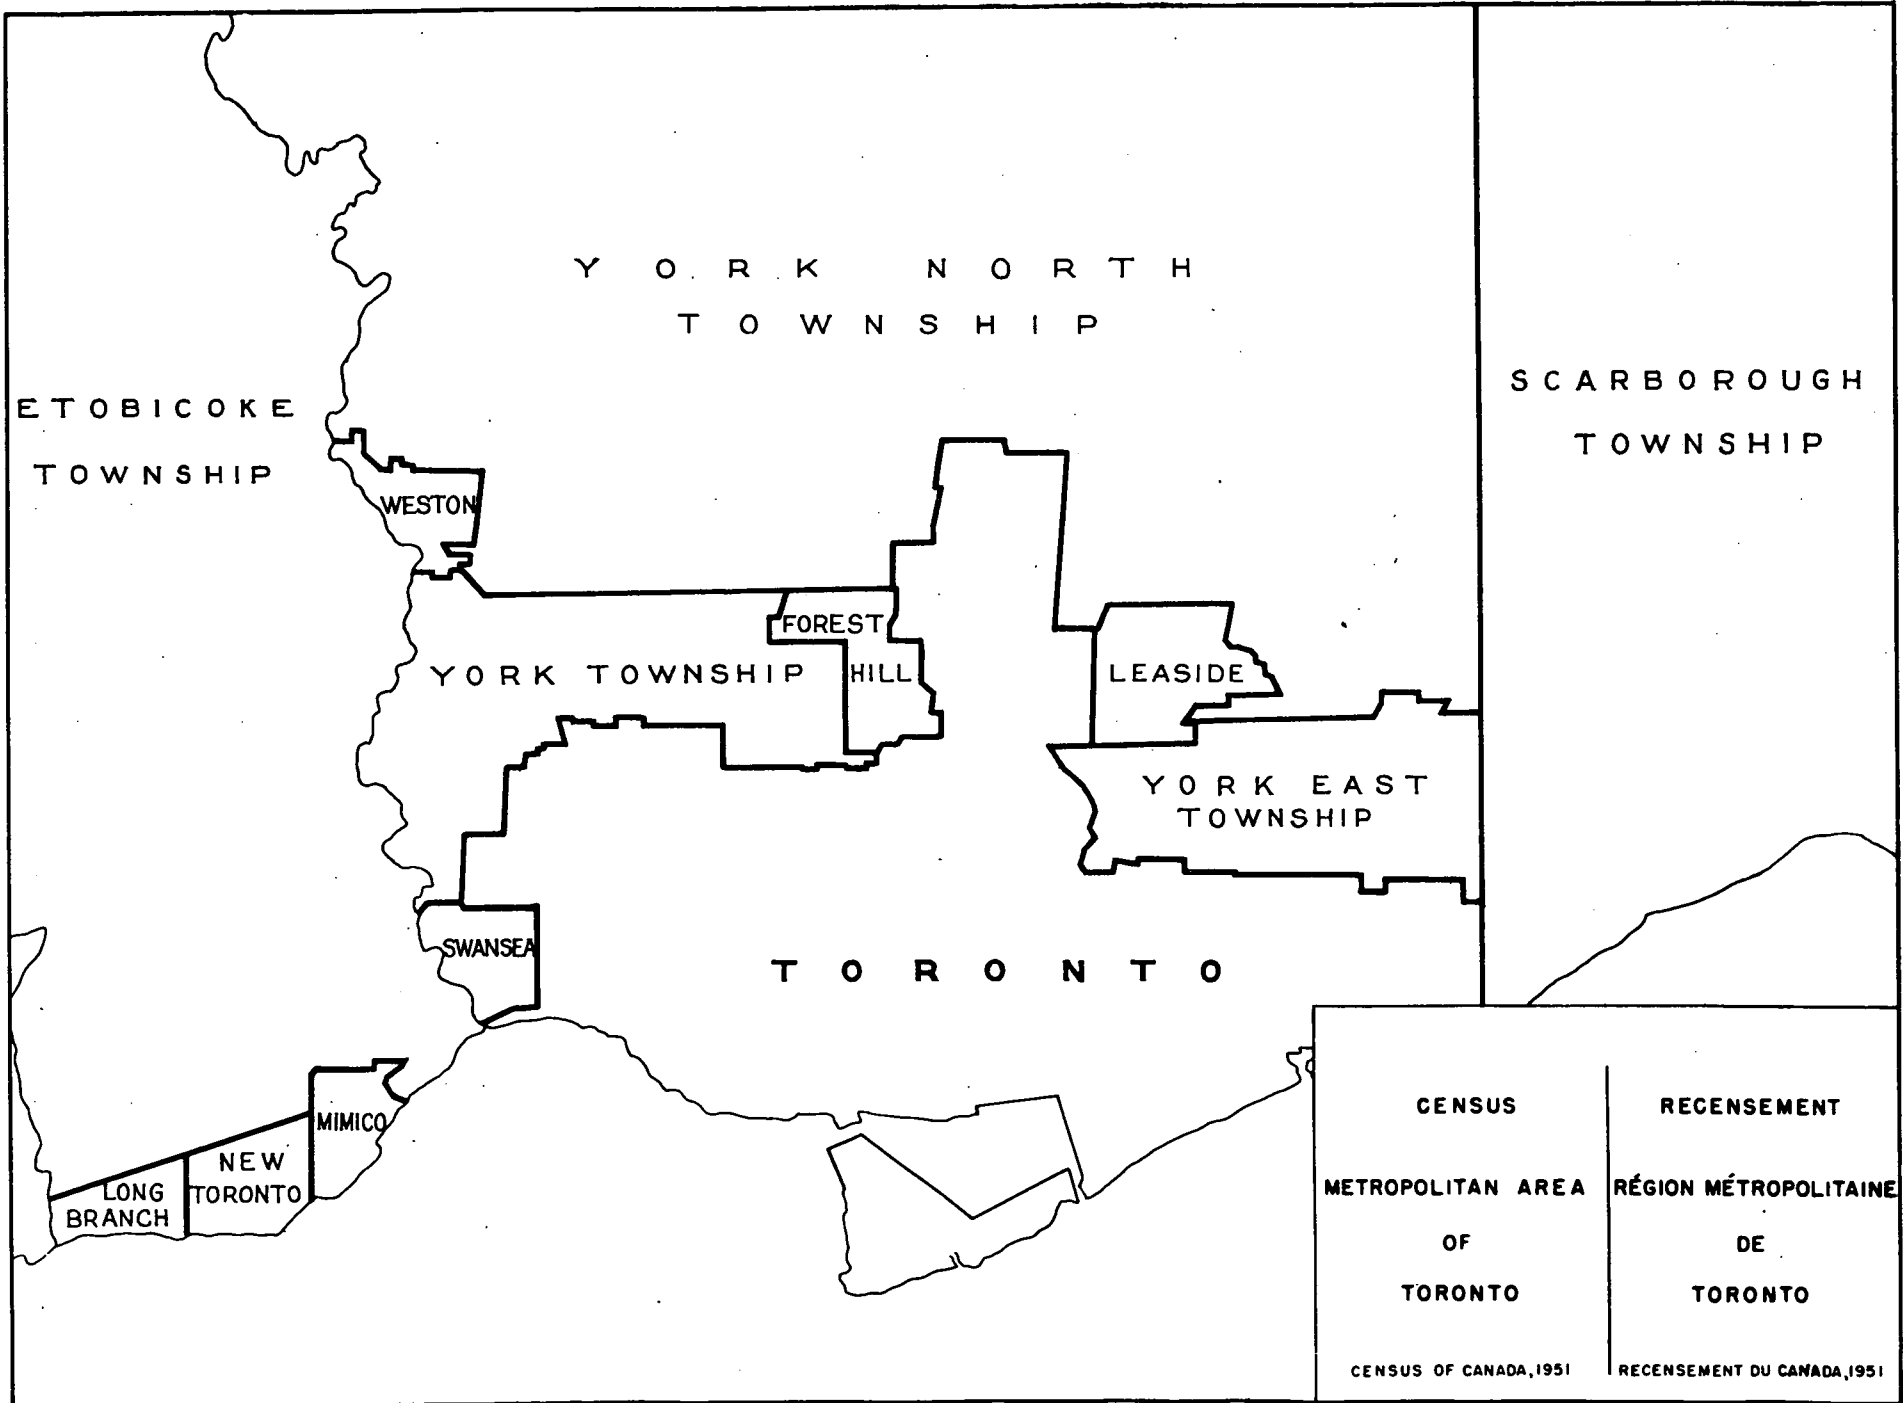 YORK NORTH
TOWNSHIP
SCARBOROUGH
TOWNSHIP
ETOBICOKE
TOWNSHIP
WESTON
FOREST
HILL
YORK TOWNSHIP
LEASIDE
YORK EAST
TOWNSHIP
SWANSEA
TORONTO
MIMICO
NEW
TORONTO
LONG
BRANCH
CENSUS
METROPOLITAN AREA
OF
TORONTO
CENSUS OF CANADA, 1951
RECENSEMENT
RÉGION MÉTROPOLITAINE
DE
TORONTO
RECENSEMENT DU CANADA, 1951